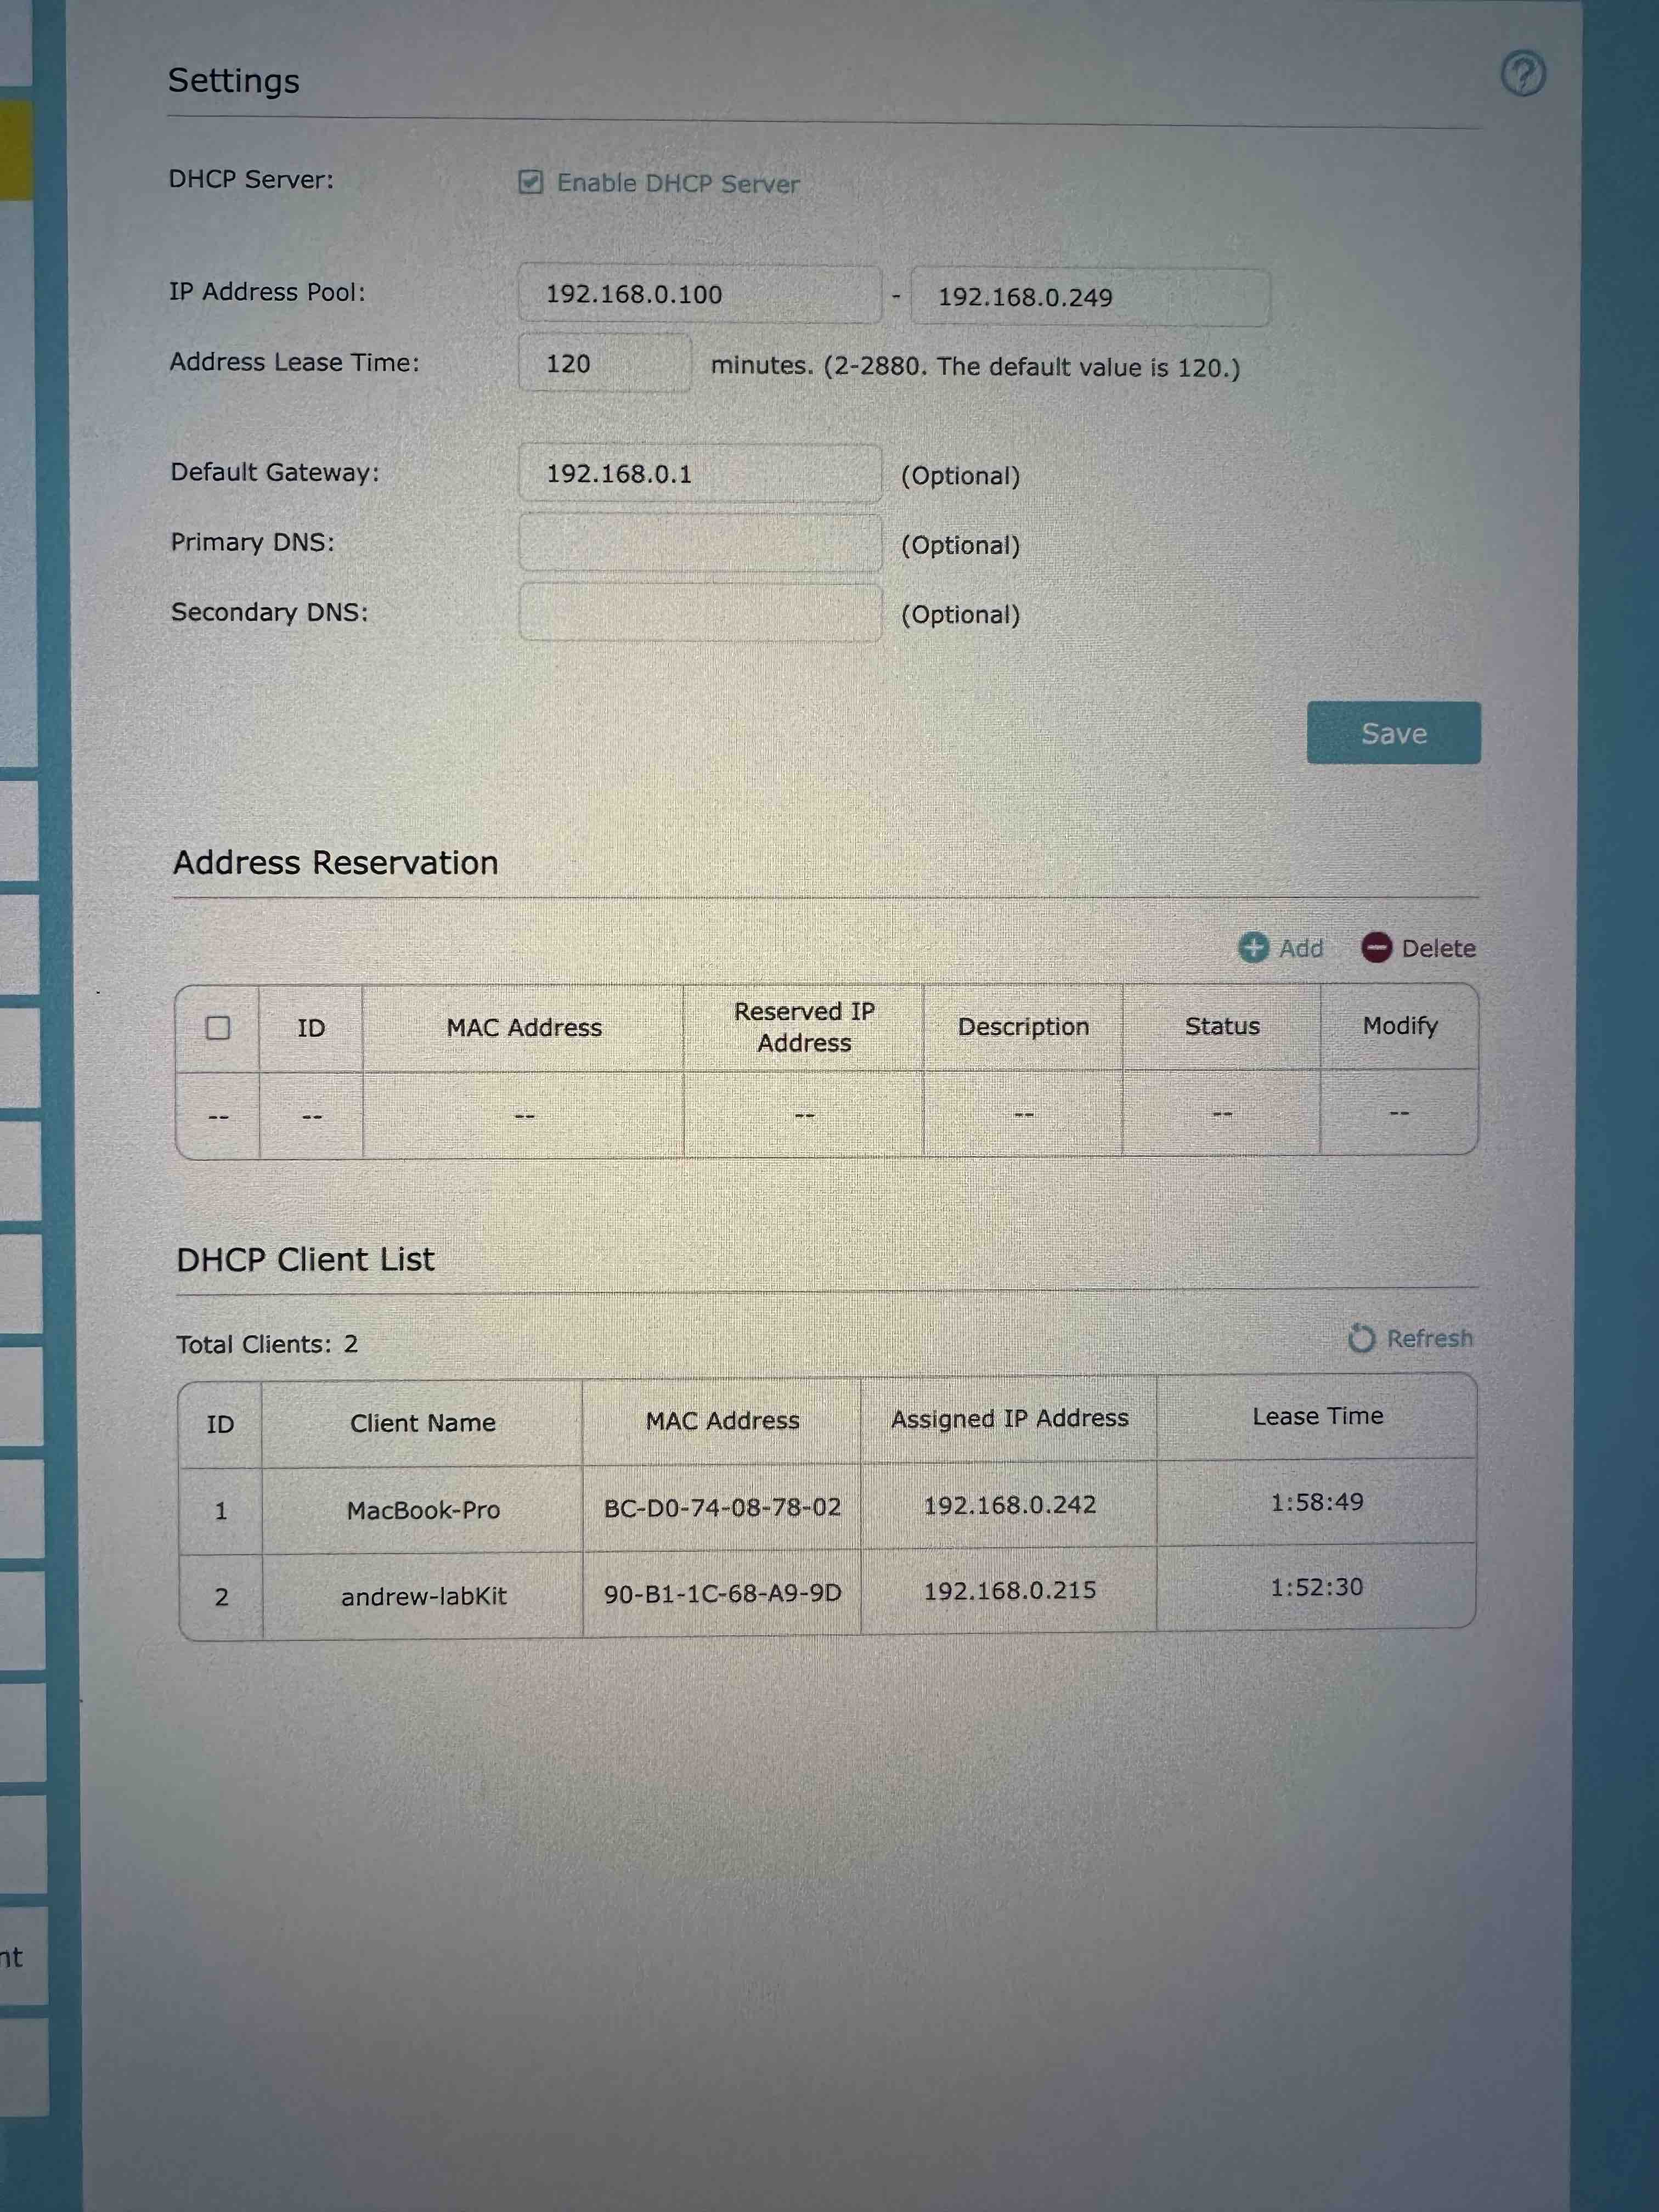 Settings
DHCP Server: Enable DHCP Server
IP Address Pool: 192.168.0.100 - 192.168.0.249
Address Lease Time: 120 minutes. (2-2880. The default value is 120.)
Default Gateway: 192.168.0.1 (Optional)
Primary DNS: (Optional)
Secondary DNS: (Optional)
Save
Address Reservation
Add Delete
ID MAC Address Reserved IP Address Description Status Modify
-- -- -- -- -- -- --
DHCP Client List
Total Clients: 2 Refresh
ID Client Name MAC Address Assigned IP Address Lease Time
1 MacBook-Pro BC-D0-74-08-78-02 192.168.0.242 1:58:49
2 andrew-labKit 90-B1-1C-68-A9-9D 192.168.0.215 1:52:30
nt